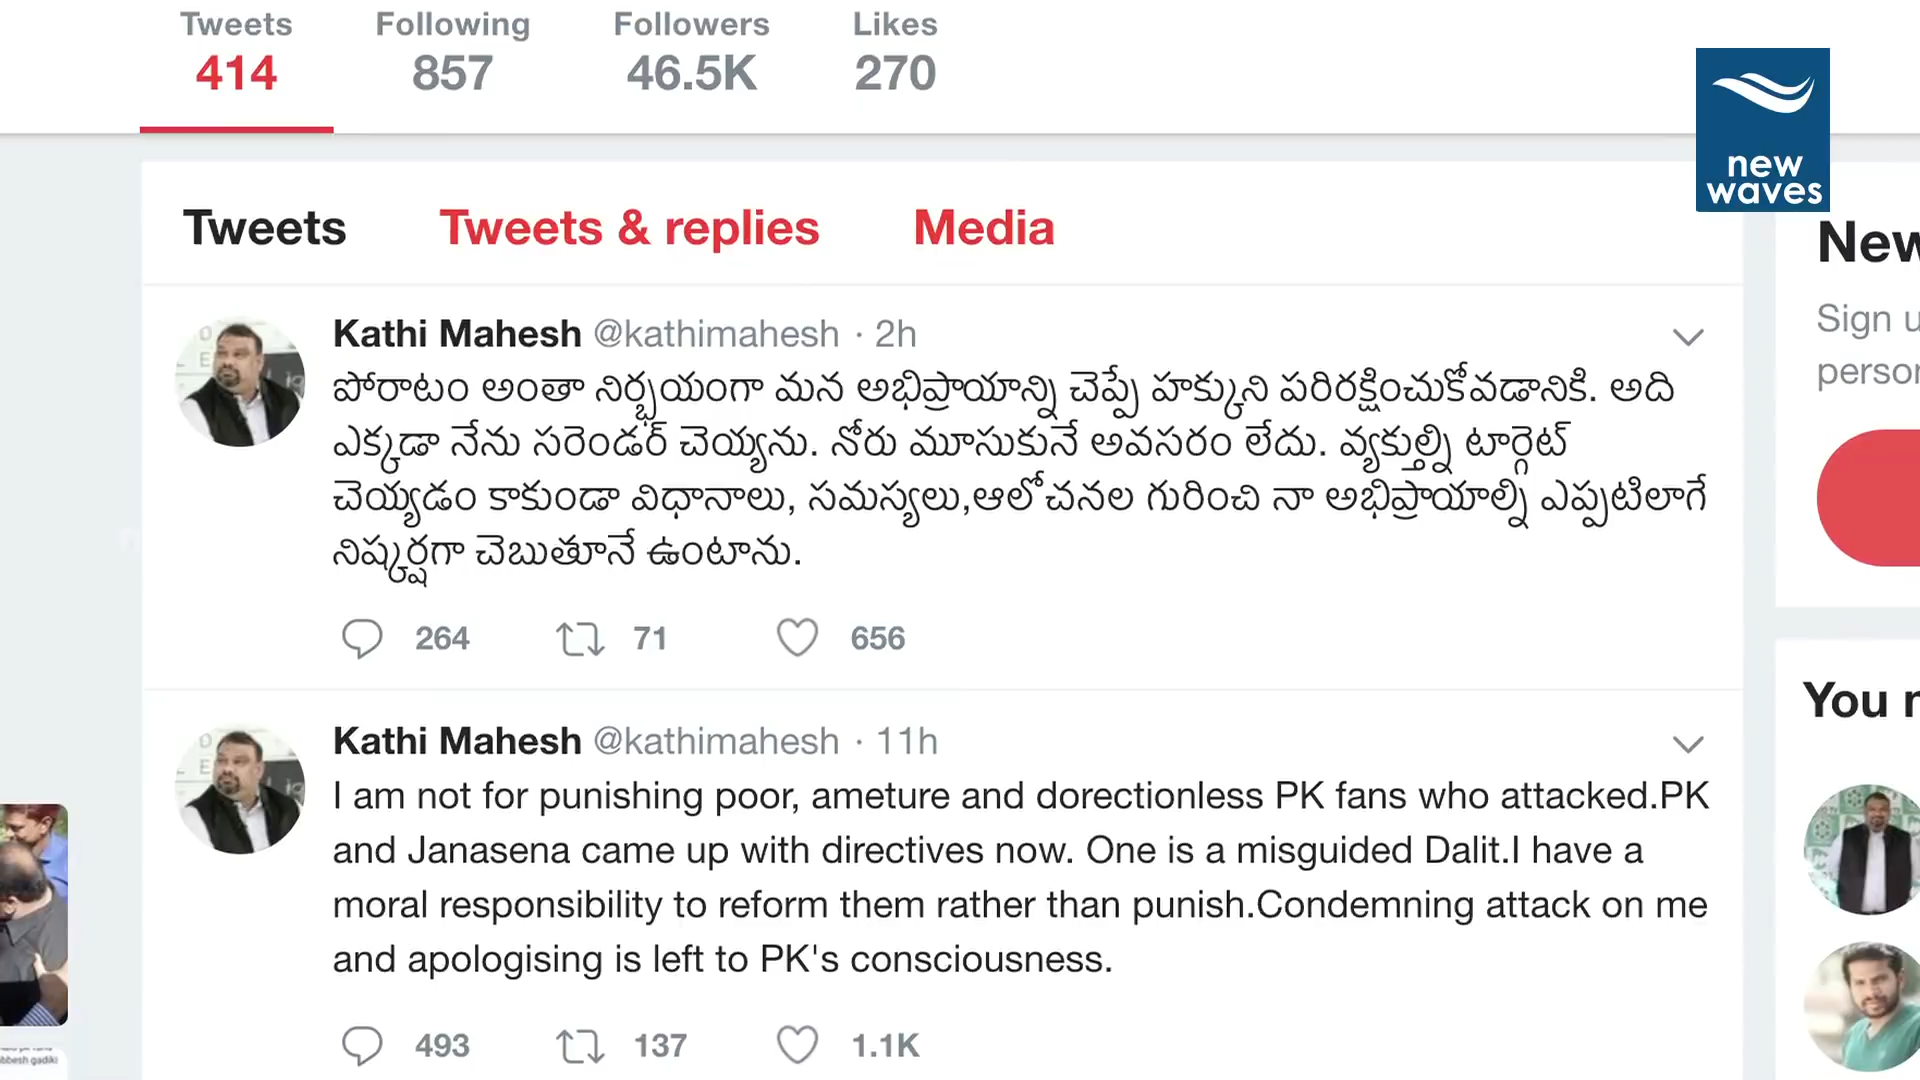 Tweets Following Followers Likes
414 857 46.5K 270
new
waves
Tweets Tweets & replies Media
New
Sign u
person
Kathi Mahesh @kathimahesh · 2h
పోరాటం అంతా నిర్భయంగా మన అభిప్రాయాన్ని చెప్పే హక్కుని పరిరక్షించుకోవడానికి. అది
ఎక్కడా నేను సరెండర్ చెయ్యను. నోరు మూసుకునే అవసరం లేదు. వ్యక్తుల్ని టార్గెట్
చెయ్యడం కాకుండా విధానాలు, సమస్యలు,ఆలోచనల గురించి నా అభిప్రాయాల్ని ఎప్పటిలాగే
నిష్కర్షగా చెబుతూనే ఉంటాను.
264 71 656
You
Kathi Mahesh @kathimahesh · 11h
I am not for punishing poor, ameture and dorectionless PK fans who attacked.PK
and Janasena came up with directives now. One is a misguided Dalit.I have a
moral responsibility to reform them rather than punish.Condemning attack on me
and apologising is left to PK's consciousness.
493 137 1.1K